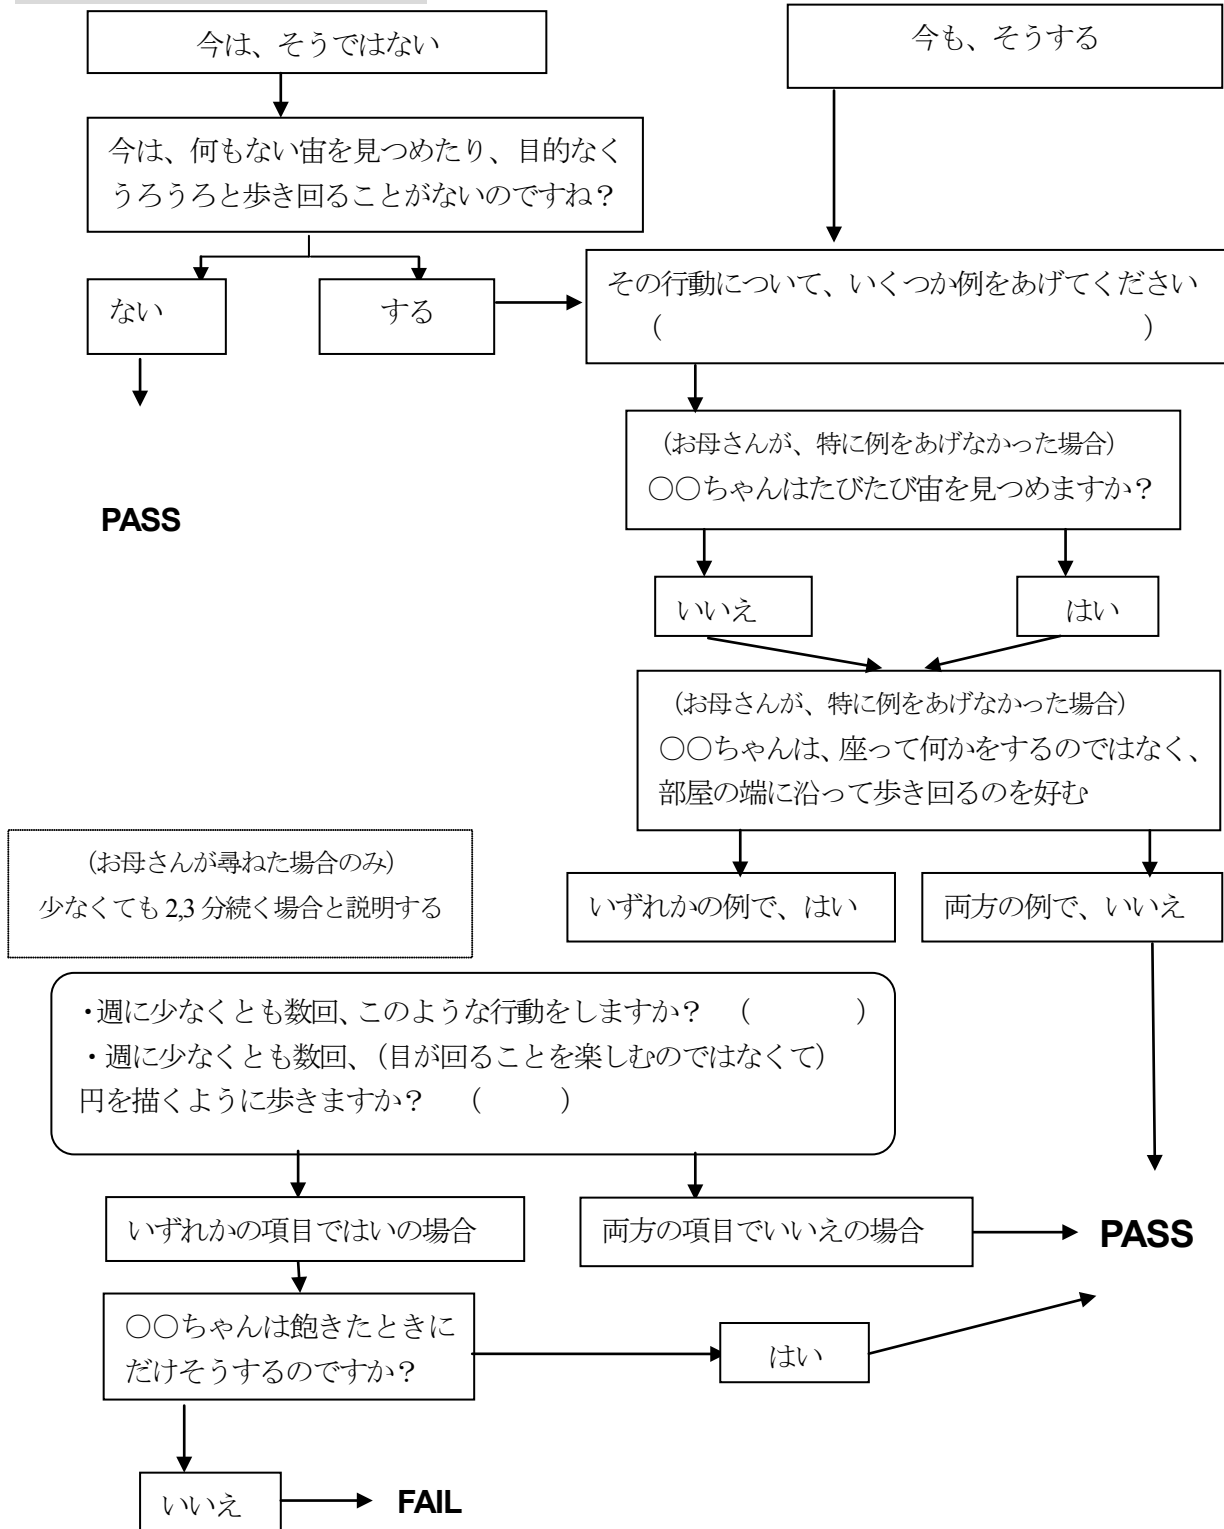 今は、そうではない
今も、そうする
今は、何もない宙を見つめたり、目的なく
うろうろと歩き回ることがないのですね?
ない
する
その行動について、いくつか例をあげてください
( )
PASS
(お母さんが、特に例をあげなかった場合)
○○ちゃんはたびたび宙を見つめますか?
いいえ
はい
(お母さんが、特に例をあげなかった場合)
○○ちゃんは、座って何かをするのではなく、
部屋の端に沿って歩き回るのを好む
(お母さんが尋ねた場合のみ)
少なくても 2,3 分続く場合と説明する
いずれかの例で、はい
両方の例で、いいえ
・週に少なくとも数回、このような行動をしますか? ( )
・週に少なくとも数回、(目が回ることを楽しむのではなくて)
円を描くように歩きますか? ( )
いずれかの項目ではいの場合
両方の項目でいいえの場合
PASS
○○ちゃんは飽きたときに
だけそうするのですか?
はい
いいえ
FAIL